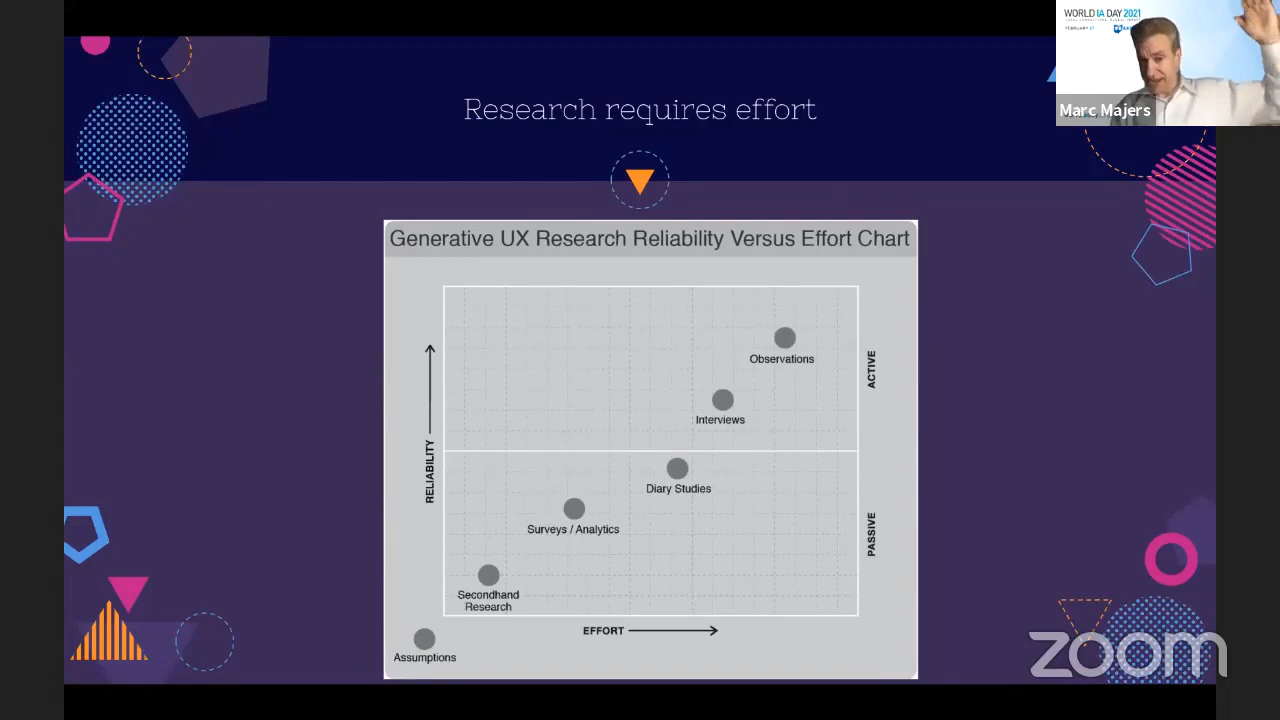 WORLD IA DAY 2021
Marc Majers
Research requires effort
Generative UX Research Reliability Versus Effort Chart
Observations
ACTIVE
Interviews
RELIABILITY
Diary Studies
Surveys / Analytics
PASSIVE
Secondhand
Research
EFFORT
Assumptions
zoom